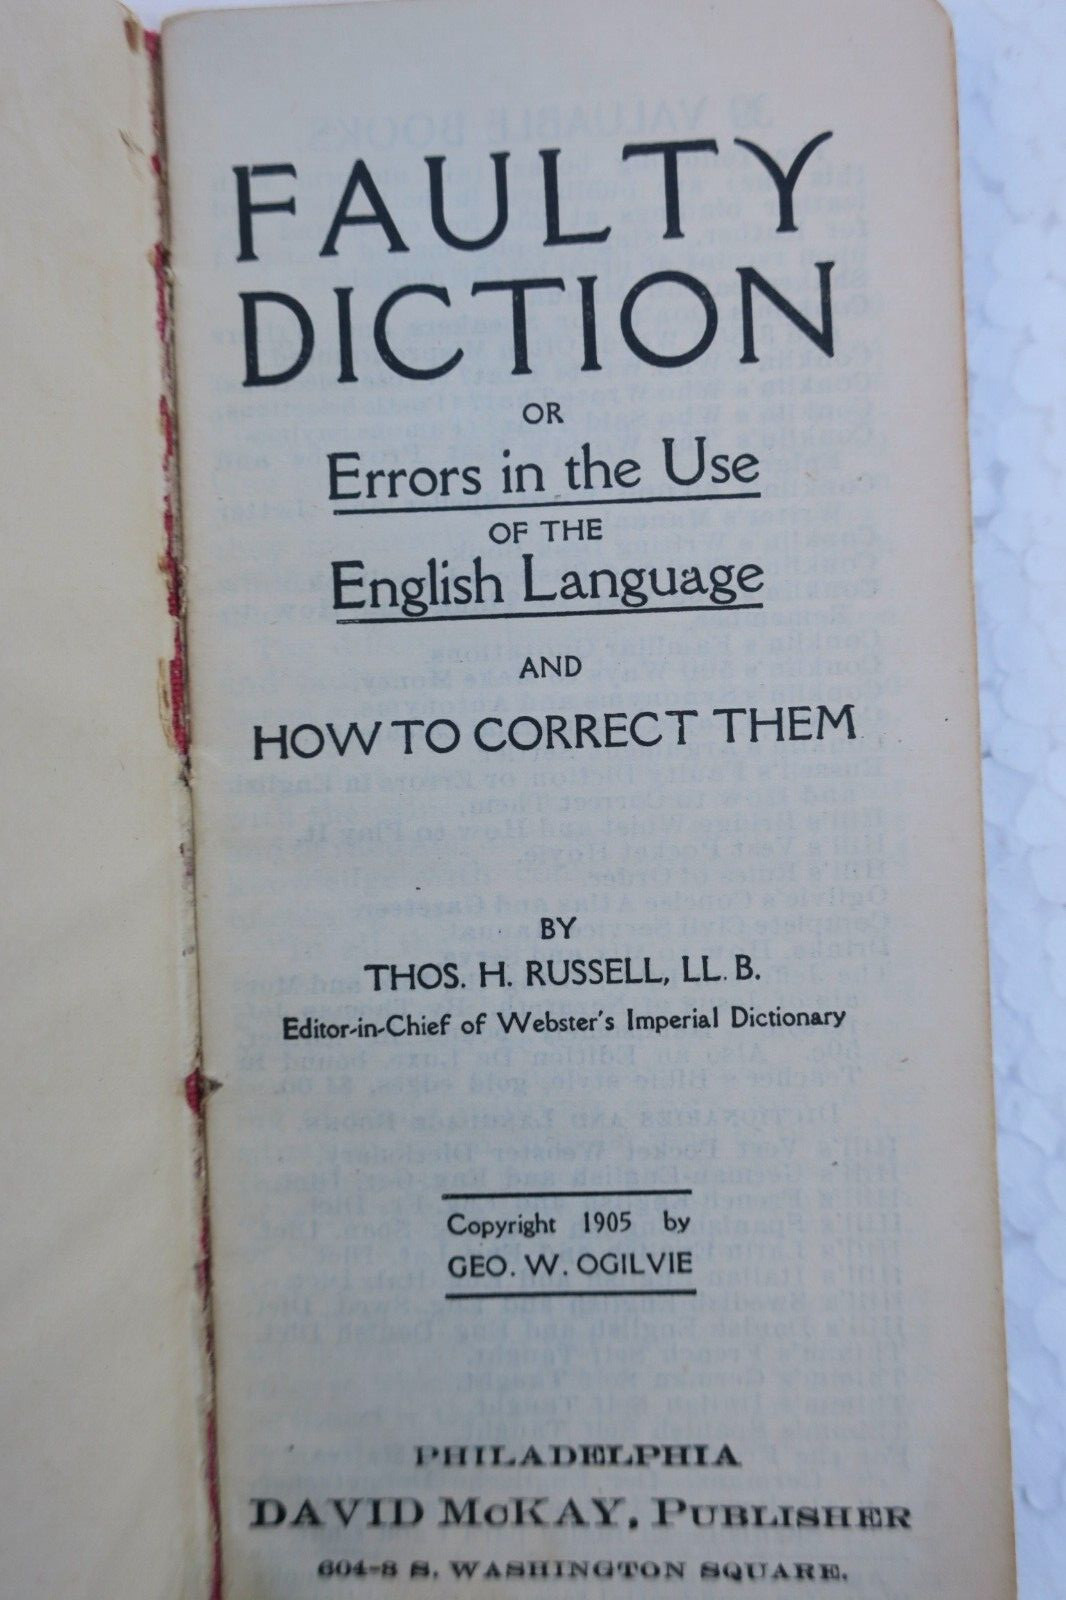 FAULTY
DICTION
OR
Errors in the Use
OF THE
English Language
AND
HOW TO CORRECT THEM
BY
THOS. H. RUSSELL, LL. B.
Editor-in-Chief of Webster's Imperial Dictionary
Copyright 1905 by
GEO. W. OGILVIE
PHILADELPHIA
DAVID McKAY, PUBLISHER
604-8 S. WASHINGTON SQUARE.